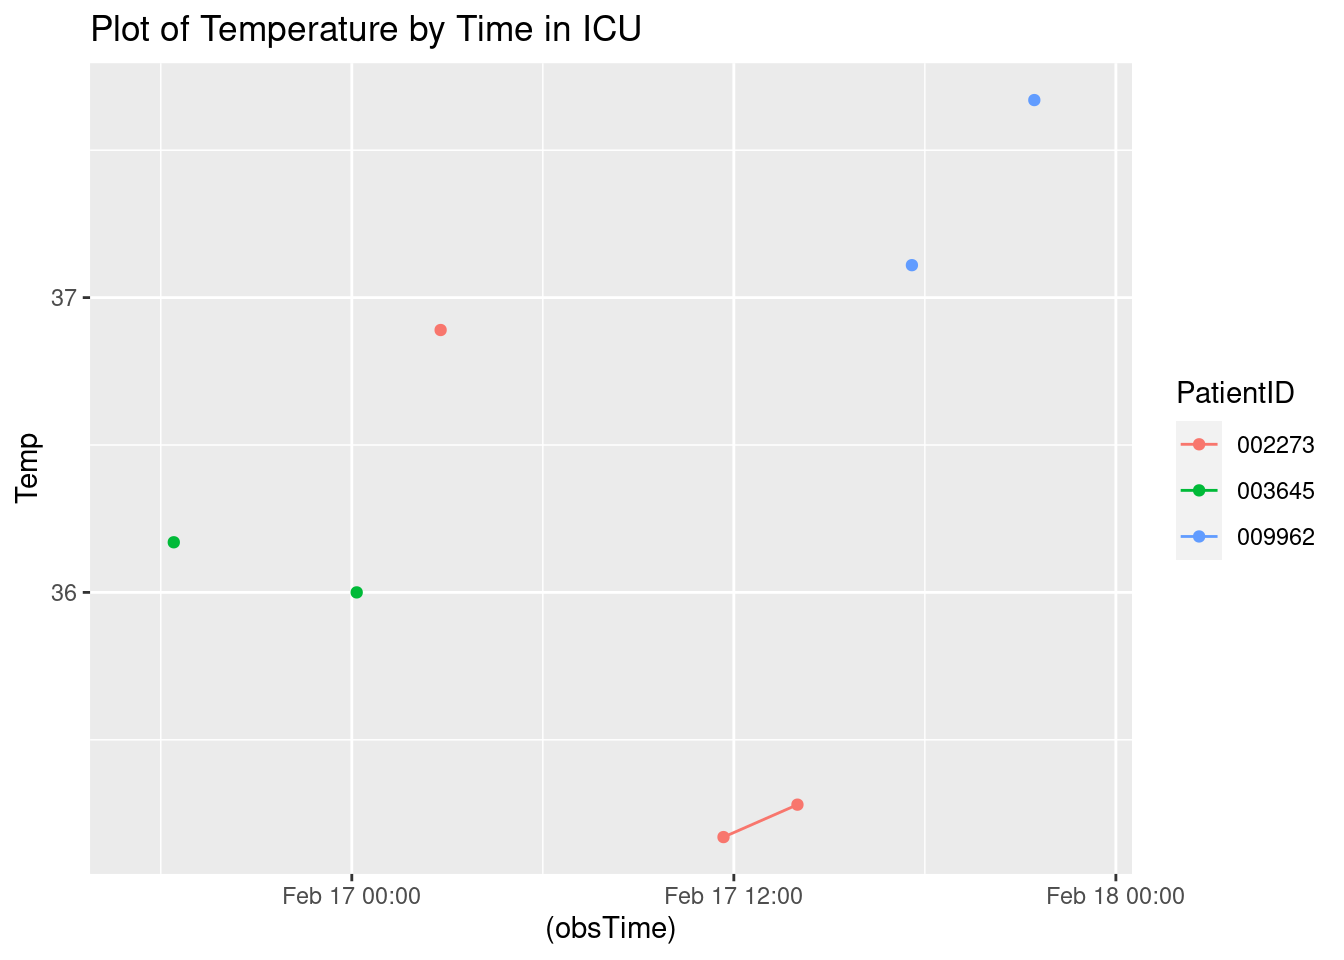 Plot of Temperature by Time in ICU
37
36
Temp
Feb 17 00:00
Feb 17 12:00
Feb 18 00:00
(obsTime)
PatientID
002273
003645
009962